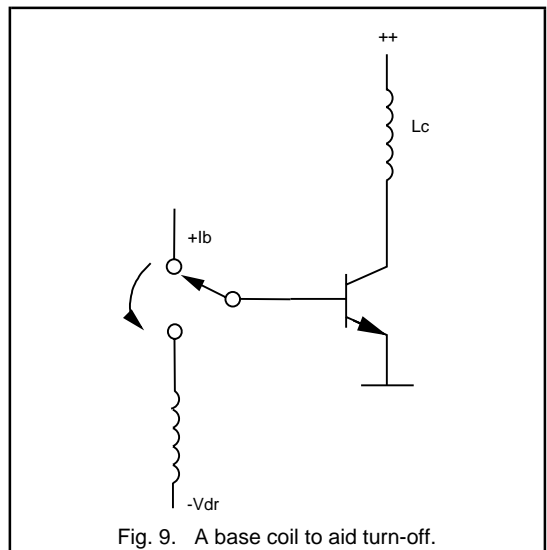 ++
Lc
+Ib
-Vdr
Fig. 9. A base coil to aid turn-off.